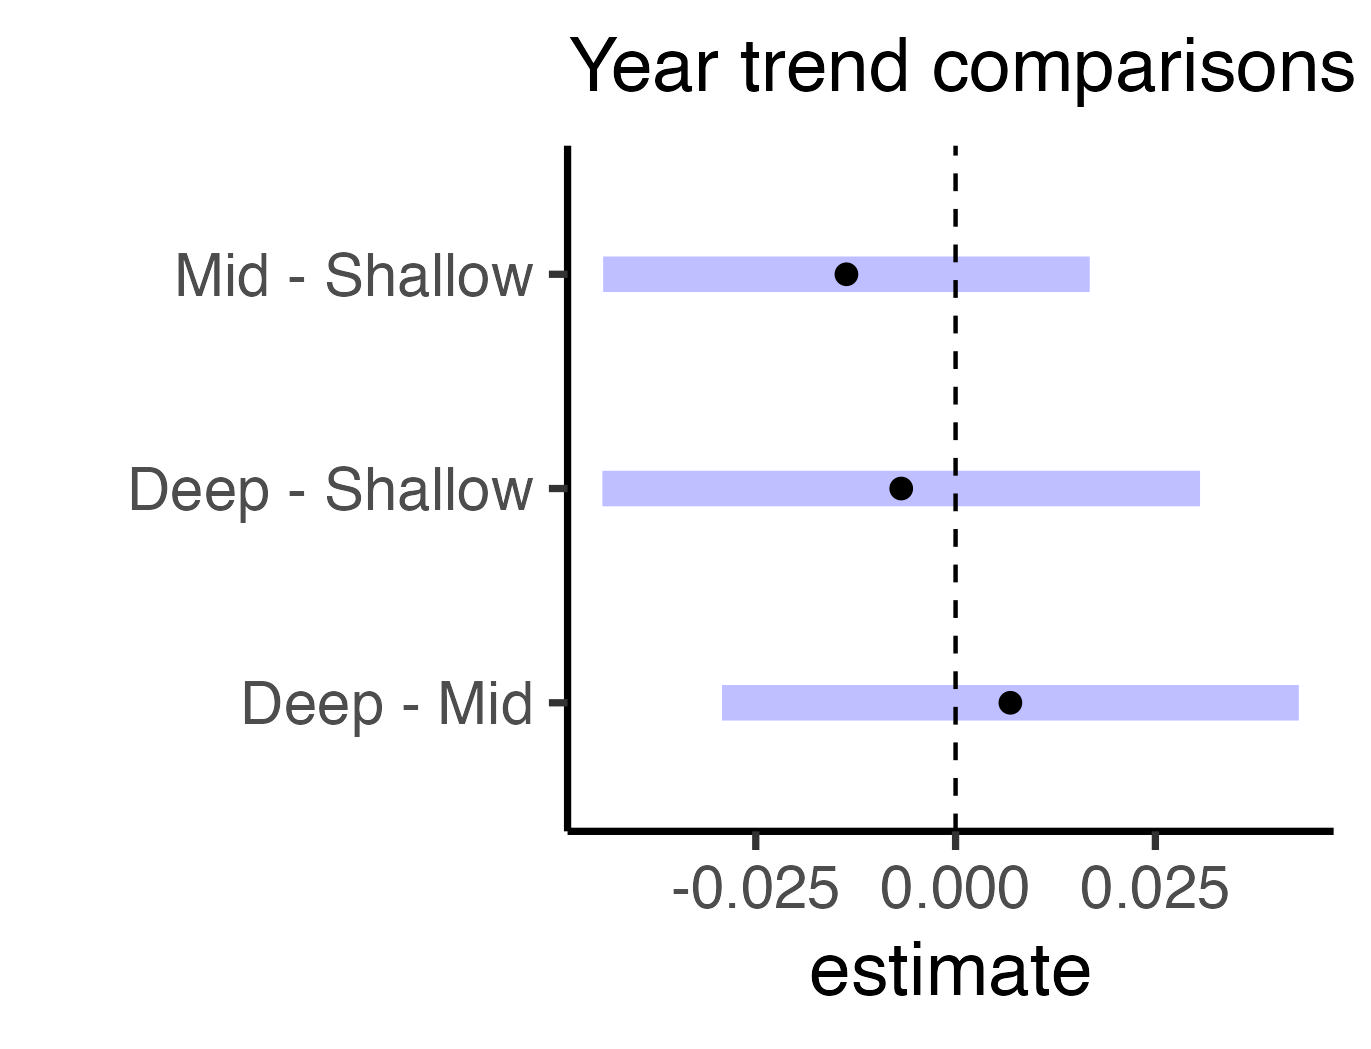 Year trend comparisons
Mid - Shallow
Deep - Shallow
Deep - Mid
-0.025 0.000 0.025
estimate